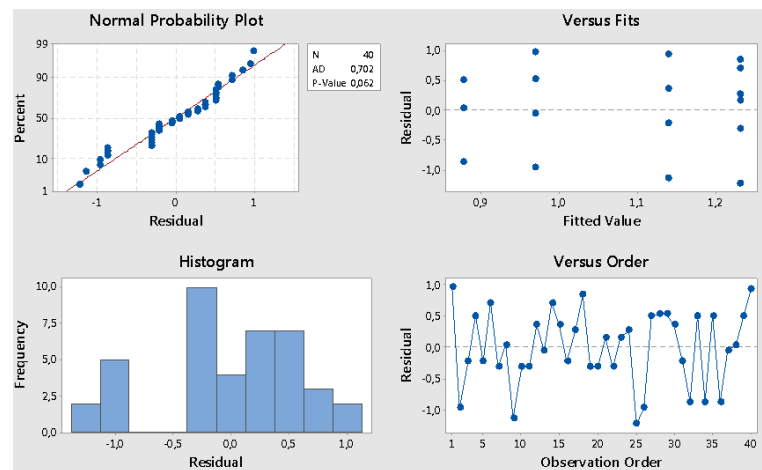 Normal Probability Plot
99
90
50
10
1
Percent
-1
0
1
Residual
N 40
AD 0,702
P-Value 0,062
Versus Fits
1,0
0,5
0,0
-0,5
-1,0
Residual
0,9
1,0
1,1
1,2
Fitted Value
Histogram
10,0
7,5
5,0
2,5
0,0
Frequency
-1,0
-0,5
0,0
0,5
1,0
Residual
Versus Order
1,0
0,5
0,0
-0,5
-1,0
Residual
1
5
10
15
20
25
30
35
40
Observation Order